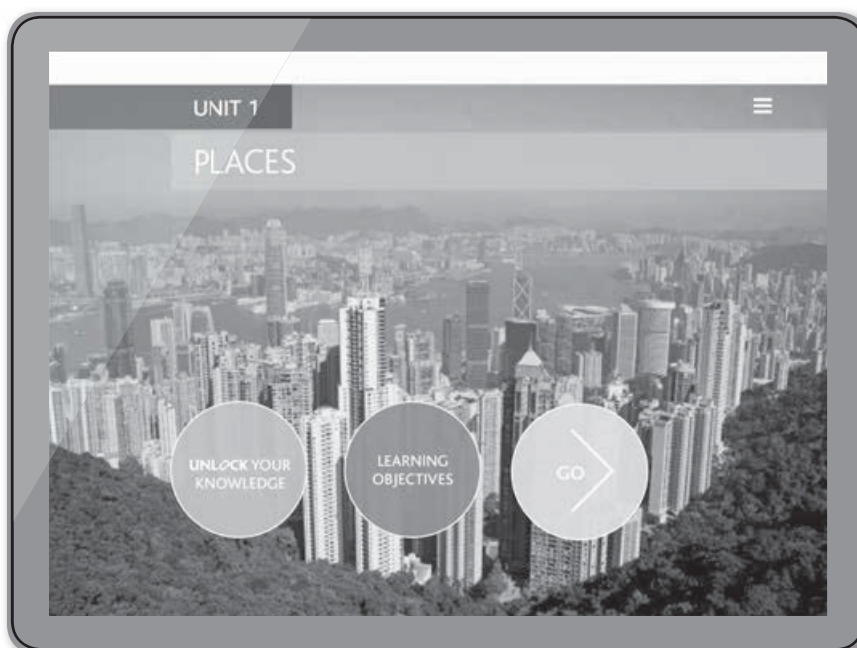 UNIT 1
PLACES
UNLOCK YOUR
KNOWLEDGE
LEARNING
OBJECTIVES
GO